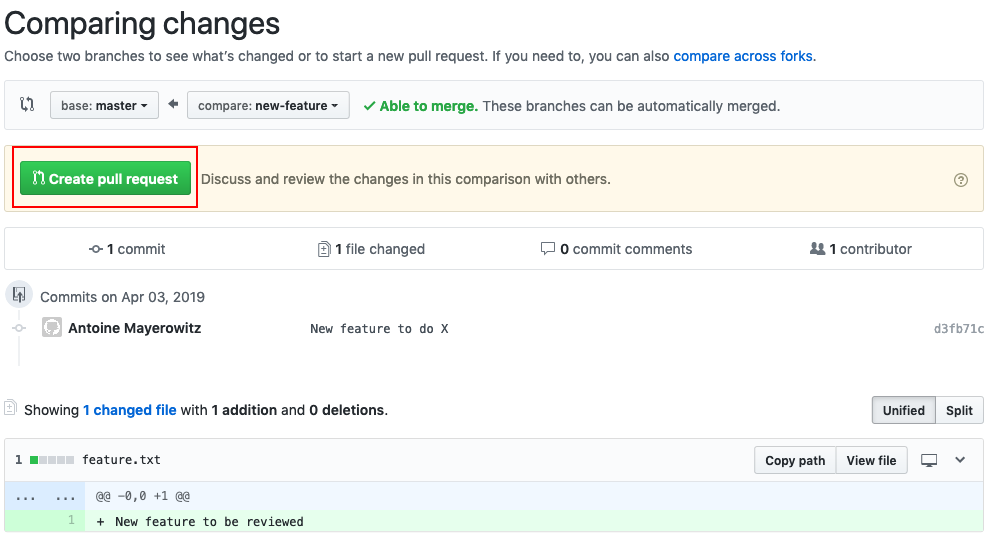 Comparing changes
Choose two branches to see what's changed or to start a new pull request. If you need to, you can also compare across forks.
base: master compare: new-feature Able to merge. These branches can be automatically merged.
Create pull request Discuss and review the changes in this comparison with others.
1 commit 1 file changed 0 commit comments 1 contributor
Commits on Apr 03, 2019
Antoine Mayerowitz New feature to do X d3fb71c
Showing 1 changed file with 1 addition and 0 deletions. Unified Split
1 feature.txt Copy path View file
... ... @@ -0,0 +1 @@
1 + New feature to be reviewed